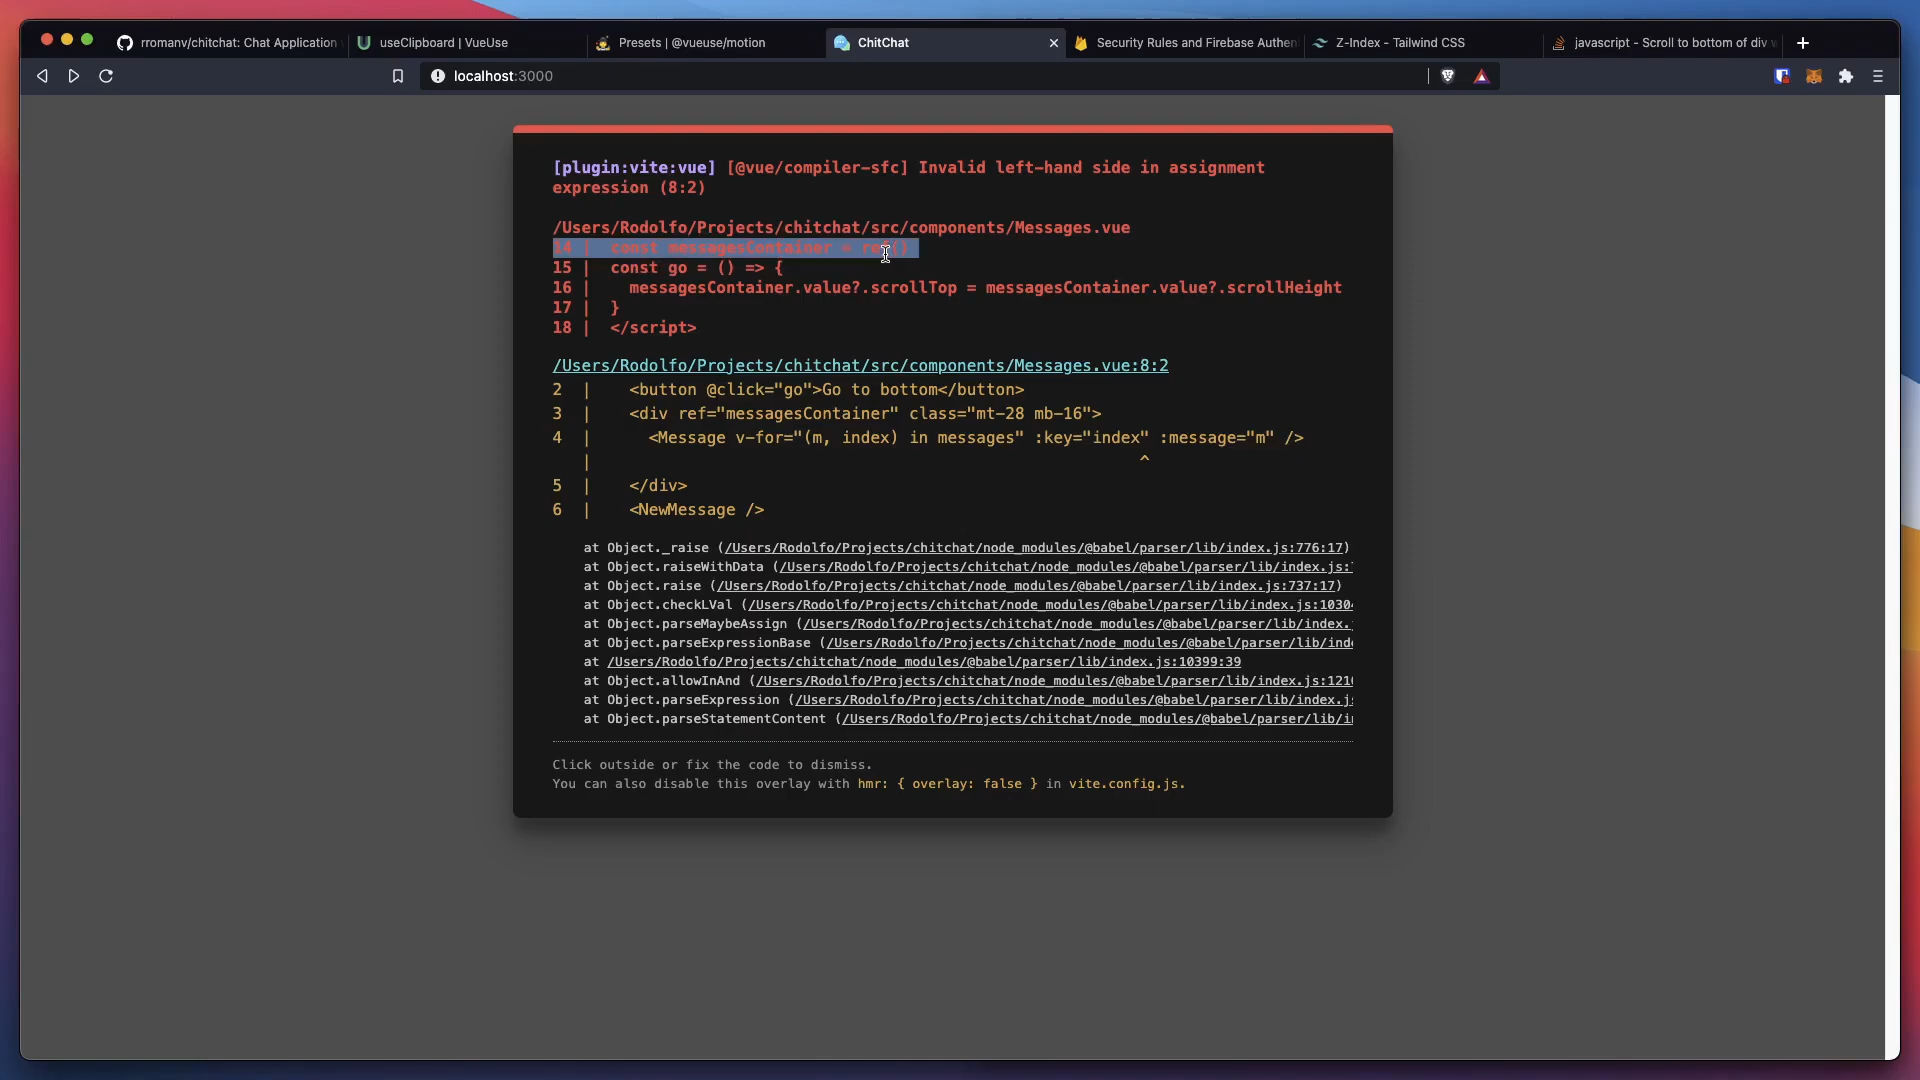 rromanv/chitchat: Chat Application
useClipboard | VueUse
Presets | @vueuse/motion
ChitChat
Security Rules and Firebase Authen
Z-Index - Tailwind CSS
javascript - Scroll to bottom of div
localhost:3000
[plugin:vite:vue] [@vue/compiler-sfc] Invalid left-hand side in assignment
expression (8:2)
/Users/Rodolfo/Projects/chitchat/src/components/Messages.vue
14 | const messagesContainer = ref()
15 | const go = () => {
16 | messagesContainer.value?.scrollTop = messagesContainer.value?.scrollHeight
17 | }
18 | </script>
/Users/Rodolfo/Projects/chitchat/src/components/Messages.vue:8:2
2 | <button @click="go">Go to bottom</button>
3 | <div ref="messagesContainer" class="mt-28 mb-16">
4 | <Message v-for="(m, index) in messages" :key="index" :message="m" />
| ^
5 | </div>
6 | <NewMessage />
at Object._raise (/Users/Rodolfo/Projects/chitchat/node_modules/@babel/parser/lib/index.js:776:17)
at Object.raiseWithData (/Users/Rodolfo/Projects/chitchat/node_modules/@babel/parser/lib/index.js:
at Object.raise (/Users/Rodolfo/Projects/chitchat/node_modules/@babel/parser/lib/index.js:737:17)
at Object.checkLVal (/Users/Rodolfo/Projects/chitchat/node_modules/@babel/parser/lib/index.js:1030
at Object.parseMaybeAssign (/Users/Rodolfo/Projects/chitchat/node_modules/@babel/parser/lib/index.
at Object.parseExpressionBase (/Users/Rodolfo/Projects/chitchat/node_modules/@babel/parser/lib/ind
at /Users/Rodolfo/Projects/chitchat/node_modules/@babel/parser/lib/index.js:10399:39
at Object.allowInAnd (/Users/Rodolfo/Projects/chitchat/node_modules/@babel/parser/lib/index.js:121
at Object.parseExpression (/Users/Rodolfo/Projects/chitchat/node_modules/@babel/parser/lib/index.j
at Object.parseStatementContent (/Users/Rodolfo/Projects/chitchat/node_modules/@babel/parser/lib/i
Click outside or fix the code to dismiss.
You can also disable this overlay with hmr: { overlay: false } in vite.config.js.